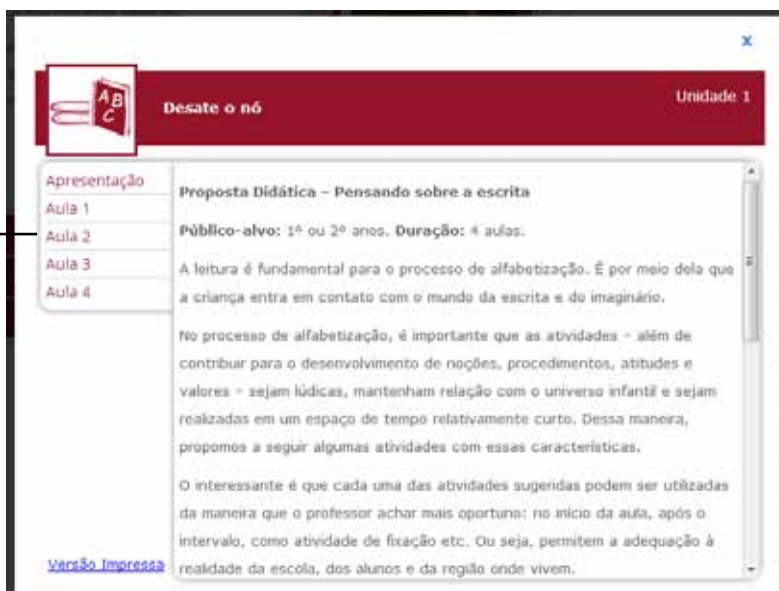 x
A B
C
Desate o nó
Unidade 1
Apresentação
Aula 1
Aula 2
Aula 3
Aula 4
Versão Impressa
Proposta Didática – Pensando sobre a escrita
Público-alvo: 1º ou 2º anos. Duração: 4 aulas.
A leitura é fundamental para o processo de alfabetização. É por meio dela que
a criança entra em contato com o mundo da escrita e do imaginário.
No processo de alfabetização, é importante que as atividades – além de
contribuir para o desenvolvimento de noções, procedimentos, atitudes e
valores – sejam lúdicas, mantenham relação com o universo infantil e sejam
realizadas em um espaço de tempo relativamente curto. Dessa maneira,
propomos a seguir algumas atividades com essas características.
O interessante é que cada uma das atividades sugeridas podem ser utilizadas
da maneira que o professor achar mais oportuno: no início da aula, após o
intervalo, como atividade de fixação etc. Ou seja, permitem a adequação à
realidade da escola, dos alunos e da região onde vivem.